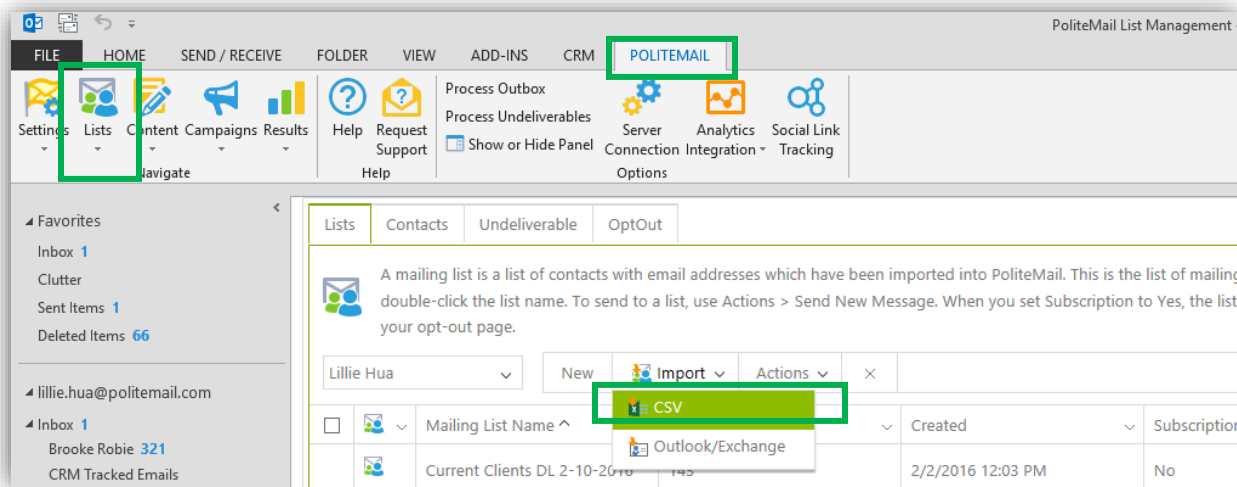 PoliteMail List Management -
FILE HOME SEND / RECEIVE FOLDER VIEW ADD-INS CRM POLITEMAIL
Settings Lists Content Campaigns Results
Navigate
Help Request Support
Help
Process Outbox
Process Undeliverables
Show or Hide Panel
Server Connection
Analytics Integration
Social Link Tracking
Options
Favorites
Inbox 1
Clutter
Sent Items 1
Deleted Items 66
lillie.hua@politemail.com
Inbox 1
Brooke Robie 321
CRM Tracked Emails
Lists Contacts Undeliverable OptOut
A mailing list is a list of contacts with email addresses which have been imported into PoliteMail. This is the list of mailing
double-click the list name. To send to a list, use Actions > Send New Message. When you set Subscription to Yes, the list
your opt-out page.
Lillie Hua New Import Actions
CSV
Outlook/Exchange
Mailing List Name Created Subscription
Current Clients DL 2-10-2016 143 2/2/2016 12:03 PM No